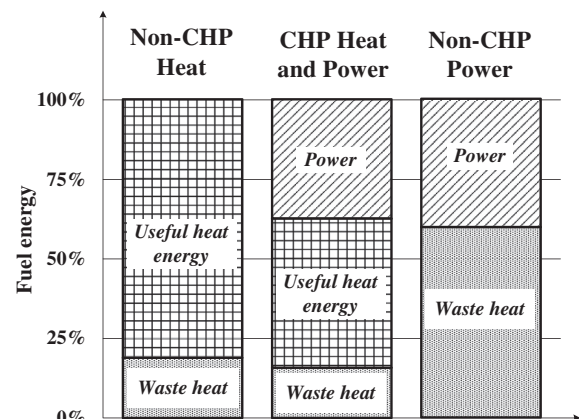 Non-CHP
Heat
CHP Heat
and Power
Non-CHP
Power
100%
75%
50%
25%
0%
Fuel energy
Useful heat
energy
Waste heat
Power
Useful heat
energy
Waste heat
Power
Waste heat